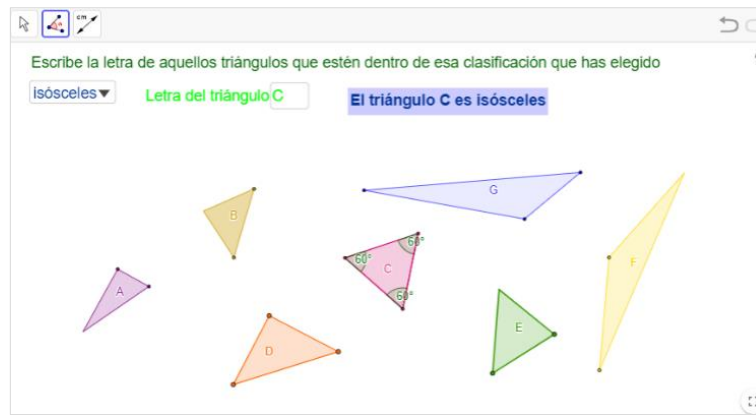 cm
Escribe la letra de aquellos triángulos que estén dentro de esa clasificación que has elegido
isósceles▼ Letra del triángulo C El triángulo C es isósceles
G
B
60°
60° C F
A 60°
E
D